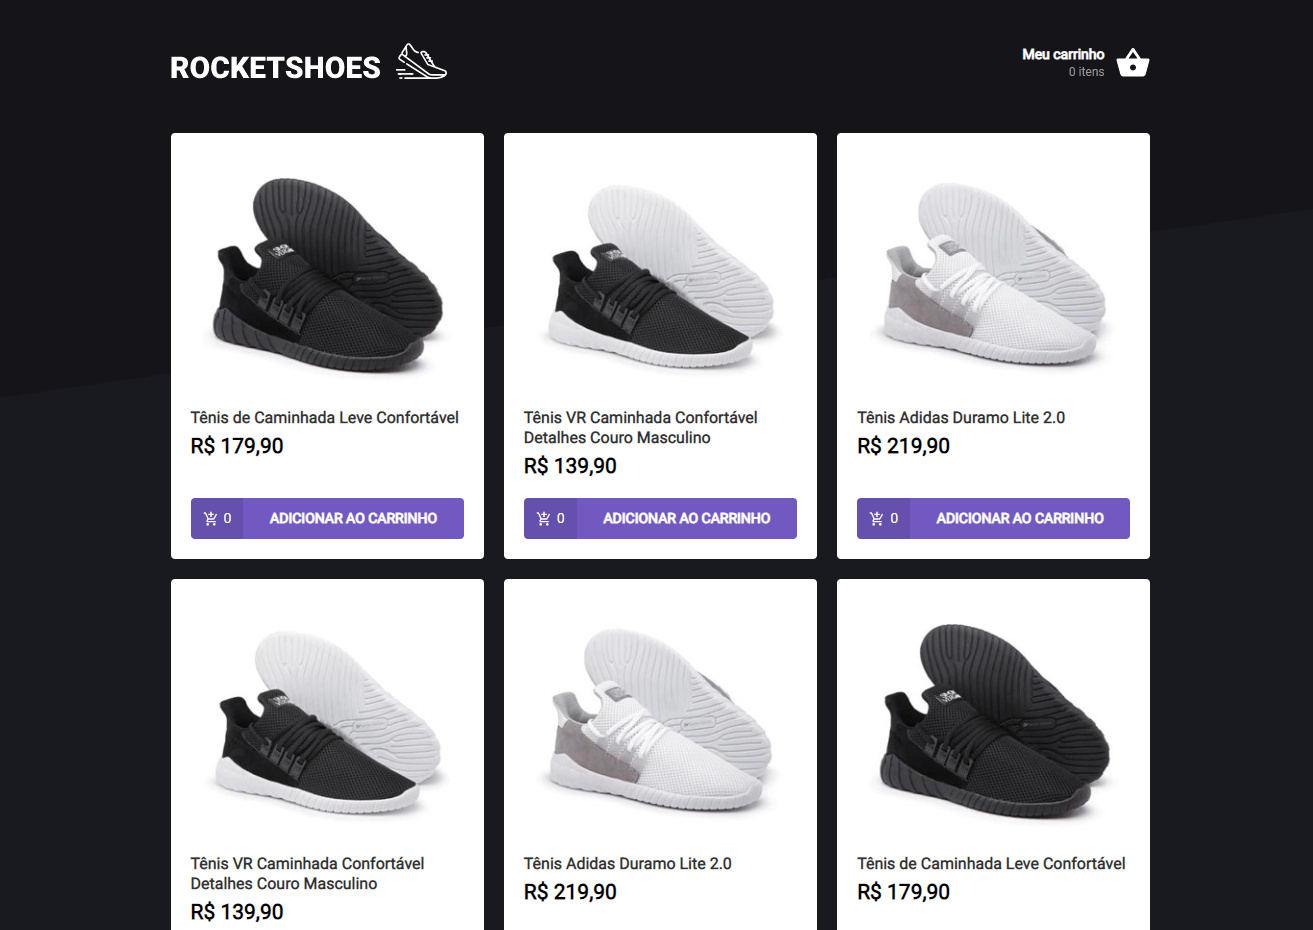 ROCKETSHOES
Meu carrinho
0 itens
Tênis de Caminhada Leve Confortável
R$ 179,90
0 ADICIONAR AO CARRINHO
Tênis VR Caminhada Confortável
Detalhes Couro Masculino
R$ 139,90
0 ADICIONAR AO CARRINHO
Tênis Adidas Duramo Lite 2.0
R$ 219,90
0 ADICIONAR AO CARRINHO
Tênis VR Caminhada Confortável
Detalhes Couro Masculino
R$ 139,90
Tênis Adidas Duramo Lite 2.0
R$ 219,90
Tênis de Caminhada Leve Confortável
R$ 179,90